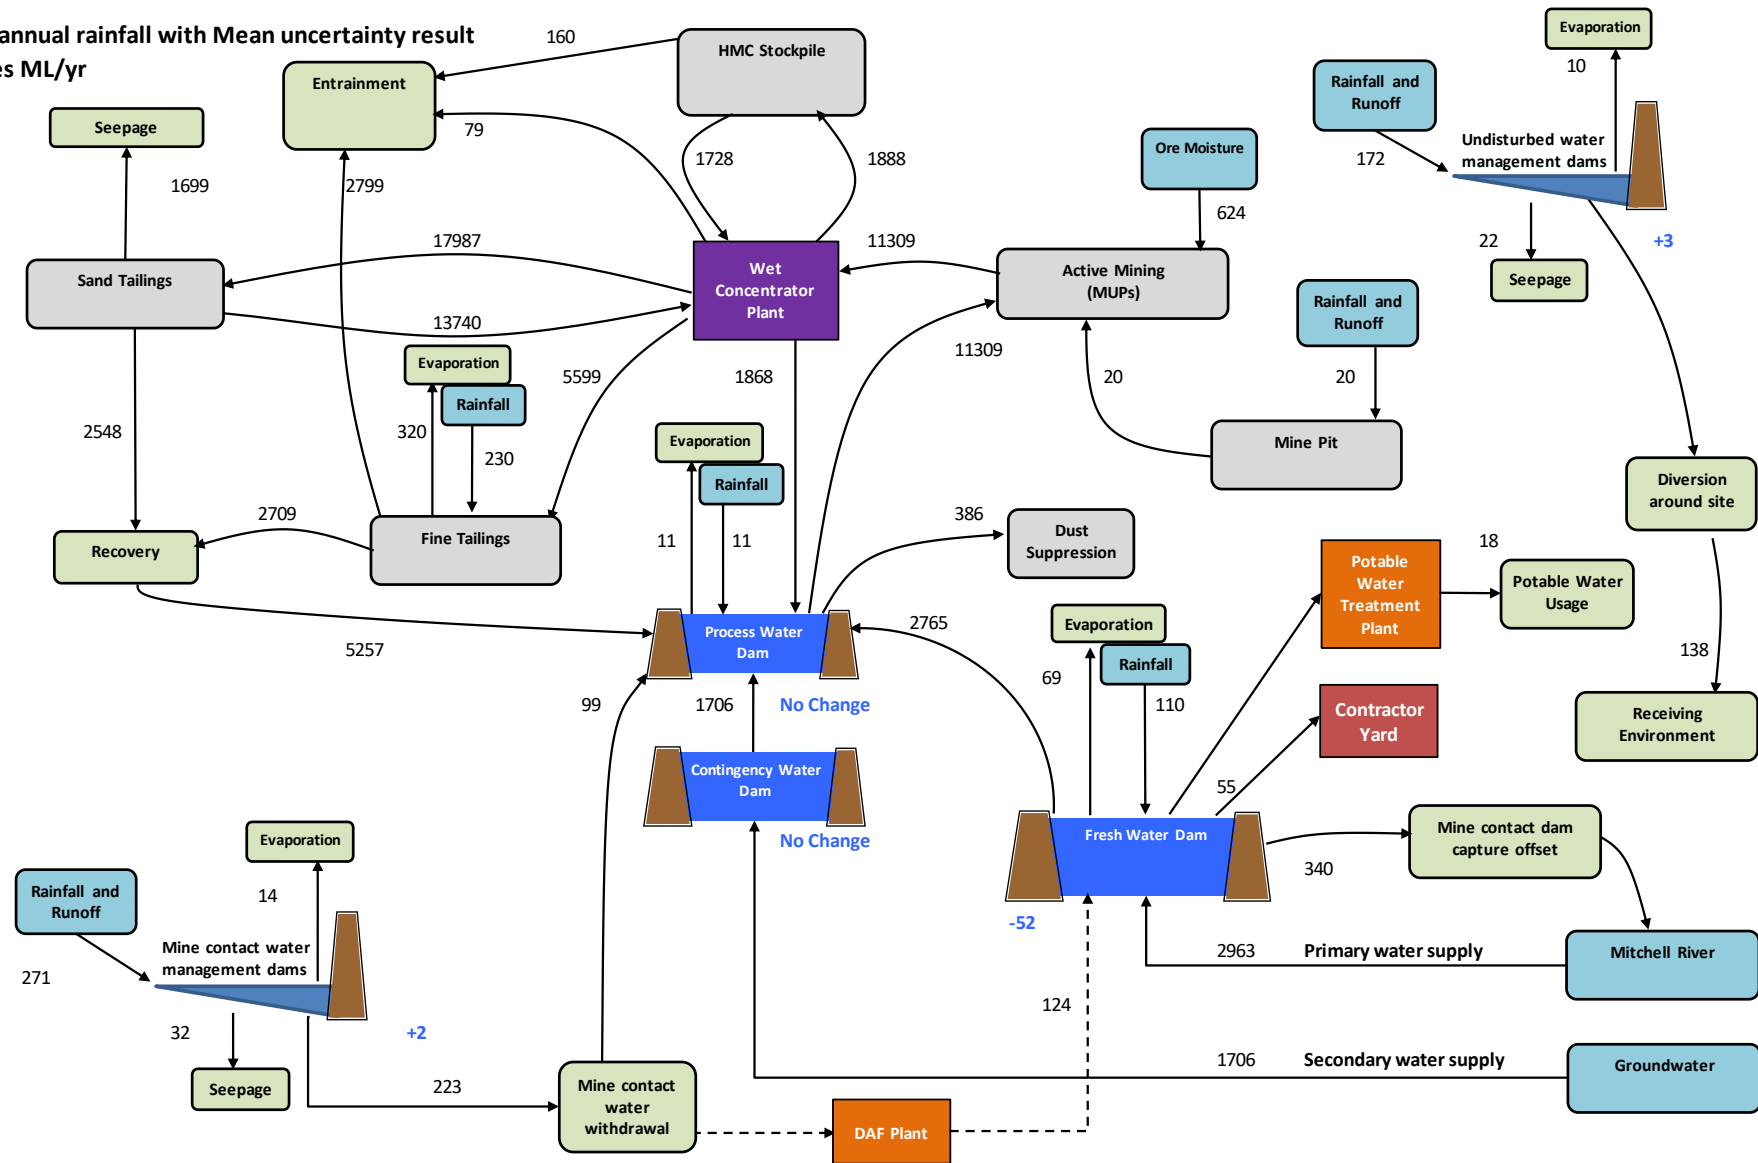 annual rainfall with Mean uncertainty result
es ML/yr
160
HMC Stockpile
Evaporation
10
Entrainment
Rainfall and
Runoff
Seepage
79
Ore Moisture
Undisturbed water
management dams
172
1728
1888
1699
2799
624
17987
11309
22
+3
Sand Tailings
Wet
Concentrator
Plant
Active Mining
(MUPs)
Seepage
Rainfall and
Runoff
13740
11309
Evaporation
Rainfall
5599
1868
20
20
2548
320
230
Evaporation
Rainfall
Mine Pit
Diversion
around site
2709
386
Recovery
Fine Tailings
11
11
Dust
Suppression
18
Potable
Water
Treatment
Plant
Potable Water
Usage
5257
Process Water
Dam
2765
Evaporation
Rainfall
138
69
99
1706
No Change
110
Contractor
Yard
Receiving
Environment
Contingency Water
Dam
55
No Change
Fresh Water Dam
Mine contact dam
capture offset
Evaporation
340
14
Rainfall and
Runoff
-52
Mine contact water
management dams
2963
Primary water supply
Mitchell River
271
124
32
+2
1706
Secondary water supply
Groundwater
Seepage
223
Mine contact
water
withdrawal
DAF Plant